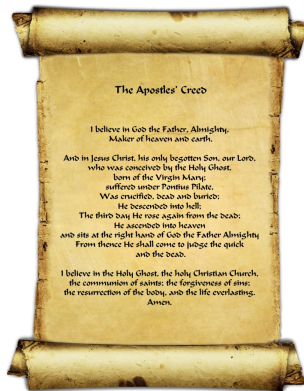 The Apostles' Creed
I believe in God the Father, Almighty,
Maker of heaven and earth.
And in Jesus Christ, his only begotten Son, our Lord,
who was conceived by the Holy Ghost,
born of the Virgin Mary;
suffered under Pontius Pilate,
Was crucified, dead and buried;
He descended into hell;
The third day He rose again from the dead;
He ascended into heaven
and sits at the right hand of God the Father Almighty
From thence He shall come to judge the quick
and the dead.
I believe in the Holy Ghost, the holy Christian Church,
the communion of saints; the forgiveness of sins;
the resurrection of the body, and the life everlasting.
Amen.